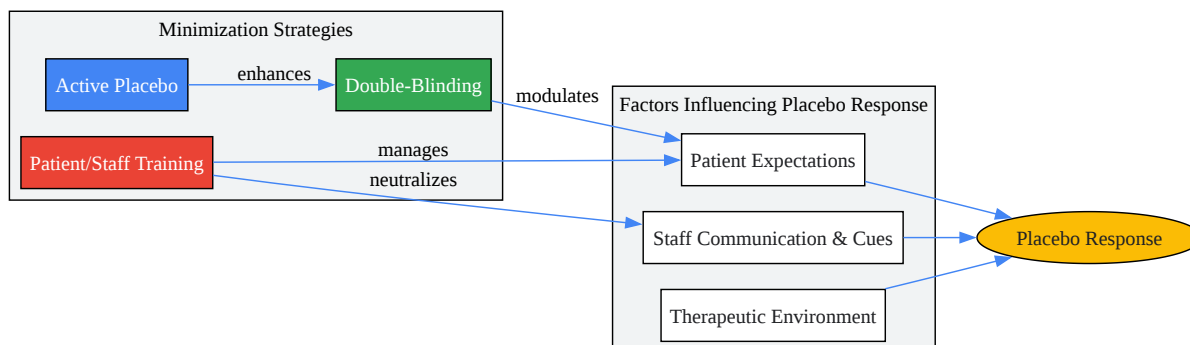 Minimization Strategies
Active Placebo
enhances
Double-Blinding
modulates
Patient/Staff Training
manages
neutralizes
Factors Influencing Placebo Response
Patient Expectations
Staff Communication & Cues
Therapeutic Environment
Placebo Response